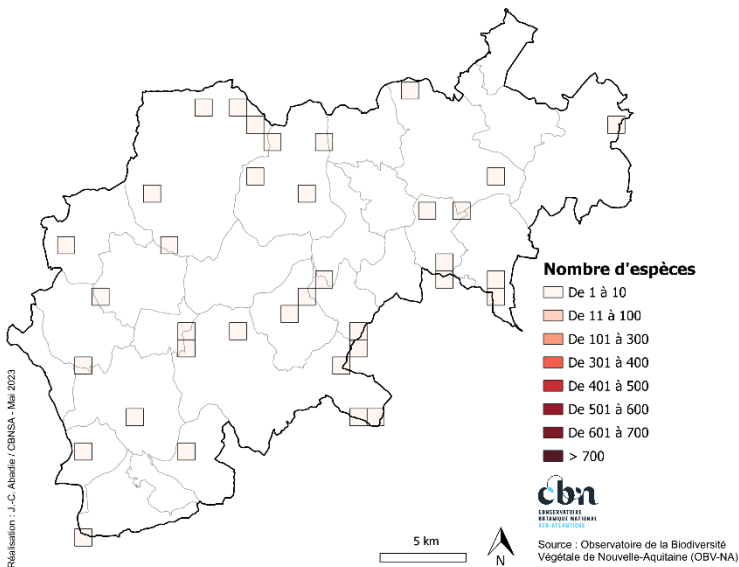 Nombre d'espèces
De 1 à 10
De 11 à 100
De 101 à 300
De 301 à 400
De 401 à 500
De 501 à 600
De 601 à 700
> 700
cbn
CONSERVATOIRE
BOTANIQUE NATIONAL
SUD-ATLANTIQUE
5 km
N
Source : Observatoire de la Biodiversité
Végétale de Nouvelle-Aquitaine (OBV-NA)
Réalisation : J.-C. Abadie / CBNSA - Mai 2023